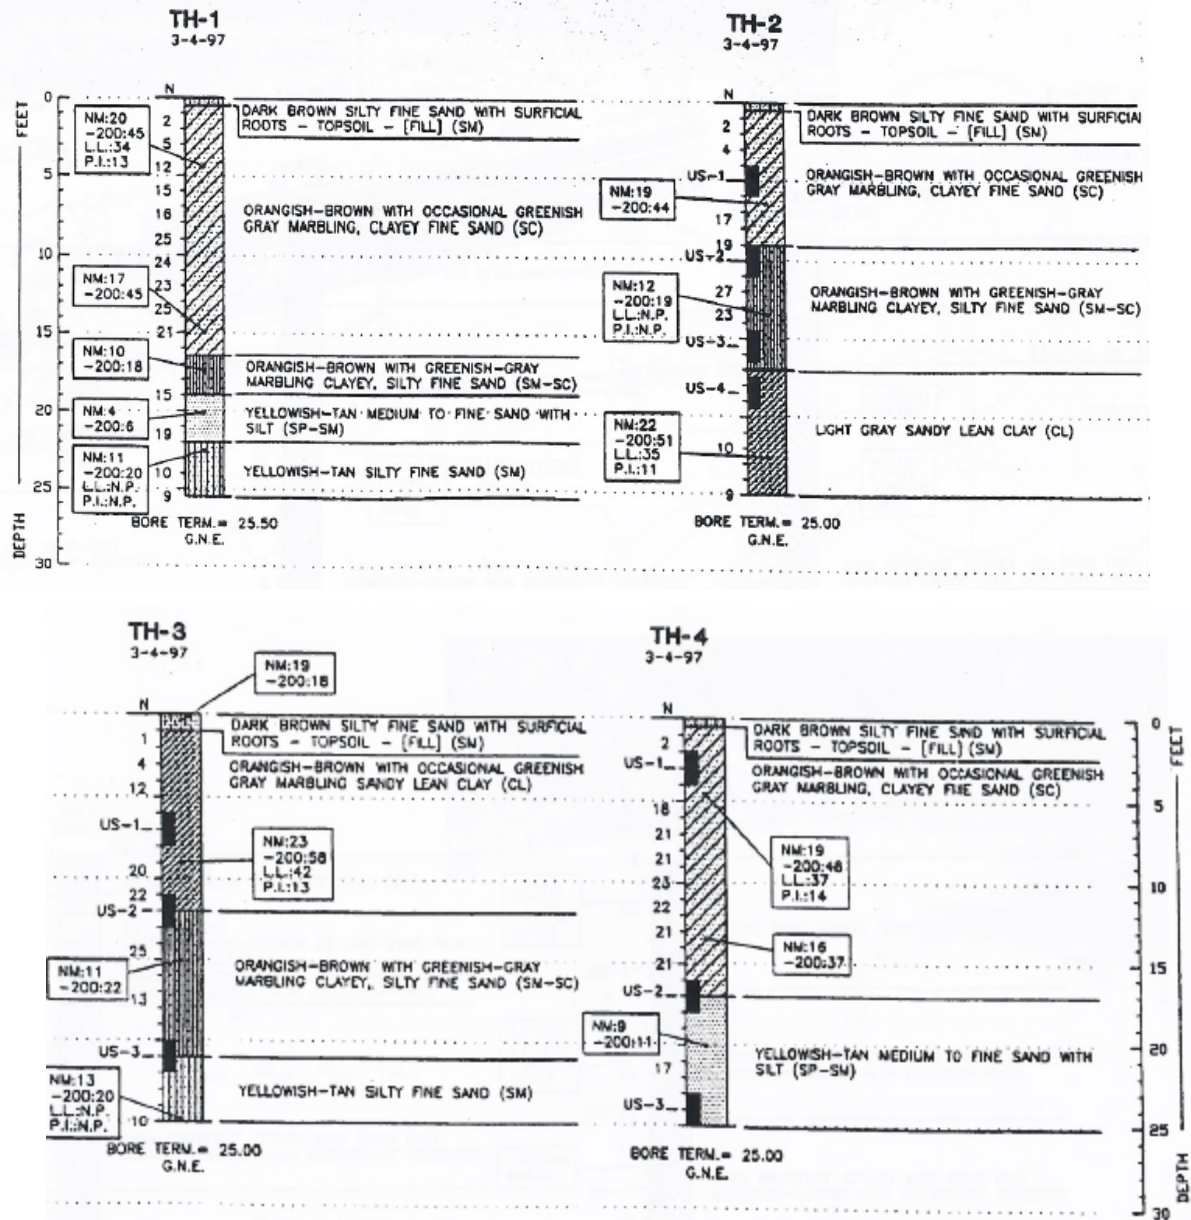 TH-1
3-4-97
TH-2
3-4-97
FEET
DEPTH
0
5
10
15
20
25
30
N
2
5
12
15
16
25
24
23
25
21
15
19
10
9
NM:20
-200:45
L.L.:34
P.I.:13
NM:17
-200:45
NM:10
-200:18
NM:4
-200:6
NM:11
-200:20
L.L.:N.P.
P.I.:N.P.
DARK BROWN SILTY FINE SAND WITH SURFICIAL
ROOTS - TOPSOIL - [FILL] (SM)
ORANGISH-BROWN WITH OCCASIONAL GREENISH
GRAY MARBLING, CLAYEY FINE SAND (SC)
ORANGISH-BROWN WITH GREENISH-GRAY
MARBLING CLAYEY, SILTY FINE SAND (SM-SC)
YELLOWISH-TAN MEDIUM TO FINE SAND WITH
SILT (SP-SM)
YELLOWISH-TAN SILTY FINE SAND (SM)
BORE TERM.= 25.50
G.N.E.
N
2
4
US-1
17
19
US-2
27
23
US-3
US-4
10
9
NM:19
-200:44
NM:12
-200:19
L.L.:N.P.
P.I.:N.P.
NM:22
-200:51
L.L.:35
P.I.:11
DARK BROWN SILTY FINE SAND WITH SURFICIAL
ROOTS - TOPSOIL - [FILL] (SM)
ORANGISH-BROWN WITH OCCASIONAL GREENISH
GRAY MARBLING, CLAYEY FINE SAND (SC)
ORANGISH-BROWN WITH GREENISH-GRAY
MARBLING CLAYEY, SILTY FINE SAND (SM-SC)
LIGHT GRAY SANDY LEAN CLAY (CL)
BORE TERM.= 25.00
G.N.E.
TH-3
3-4-97
NM:19
-200:18
N
1
4
12
US-1
20
22
US-2
25
13
US-3
10
NM:23
-200:58
L.L.:42
P.I.:13
NM:11
-200:22
NM:13
-200:20
L.L.:N.P.
P.I.:N.P.
DARK BROWN SILTY FINE SAND WITH SURFICIAL
ROOTS - TOPSOIL - [FILL] (SM)
ORANGISH-BROWN WITH OCCASIONAL GREENISH
GRAY MARBLING SANDY LEAN CLAY (CL)
ORANGISH-BROWN WITH GREENISH-GRAY
MARBLING CLAYEY, SILTY FINE SAND (SM-SC)
YELLOWISH-TAN SILTY FINE SAND (SM)
BORE TERM.= 25.00
G.N.E.
TH-4
3-4-97
N
2
US-1
18
21
21
23
22
21
21
US-2
17
US-3
NM:19
-200:48
L.L.:37
P.I.:14
NM:16
-200:37
NM:9
-200:11
DARK BROWN SILTY FINE SAND WITH SURFICIAL
ROOTS - TOPSOIL - [FILL] (SM)
ORANGISH-BROWN WITH OCCASIONAL GREENISH
GRAY MARBLING, CLAYEY FINE SAND (SC)
YELLOWISH-TAN MEDIUM TO FINE SAND WITH
SILT (SP-SM)
BORE TERM.= 25.00
G.N.E.
0
5
10
15
20
25
30
FEET
DEPTH